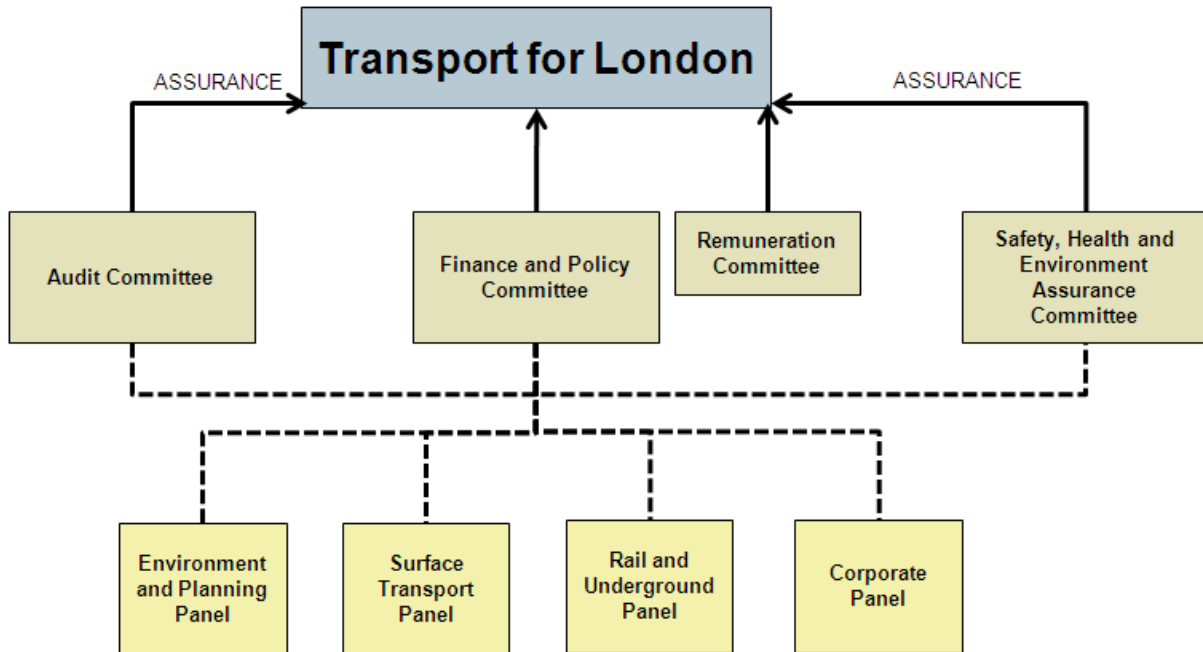 Transport for London
ASSURANCE
ASSURANCE
Audit Committee
Finance and Policy
Committee
Remuneration
Committee
Safety, Health and
Environment
Assurance
Committee
Environment
and Planning
Panel
Surface
Transport
Panel
Rail and
Underground
Panel
Corporate
Panel